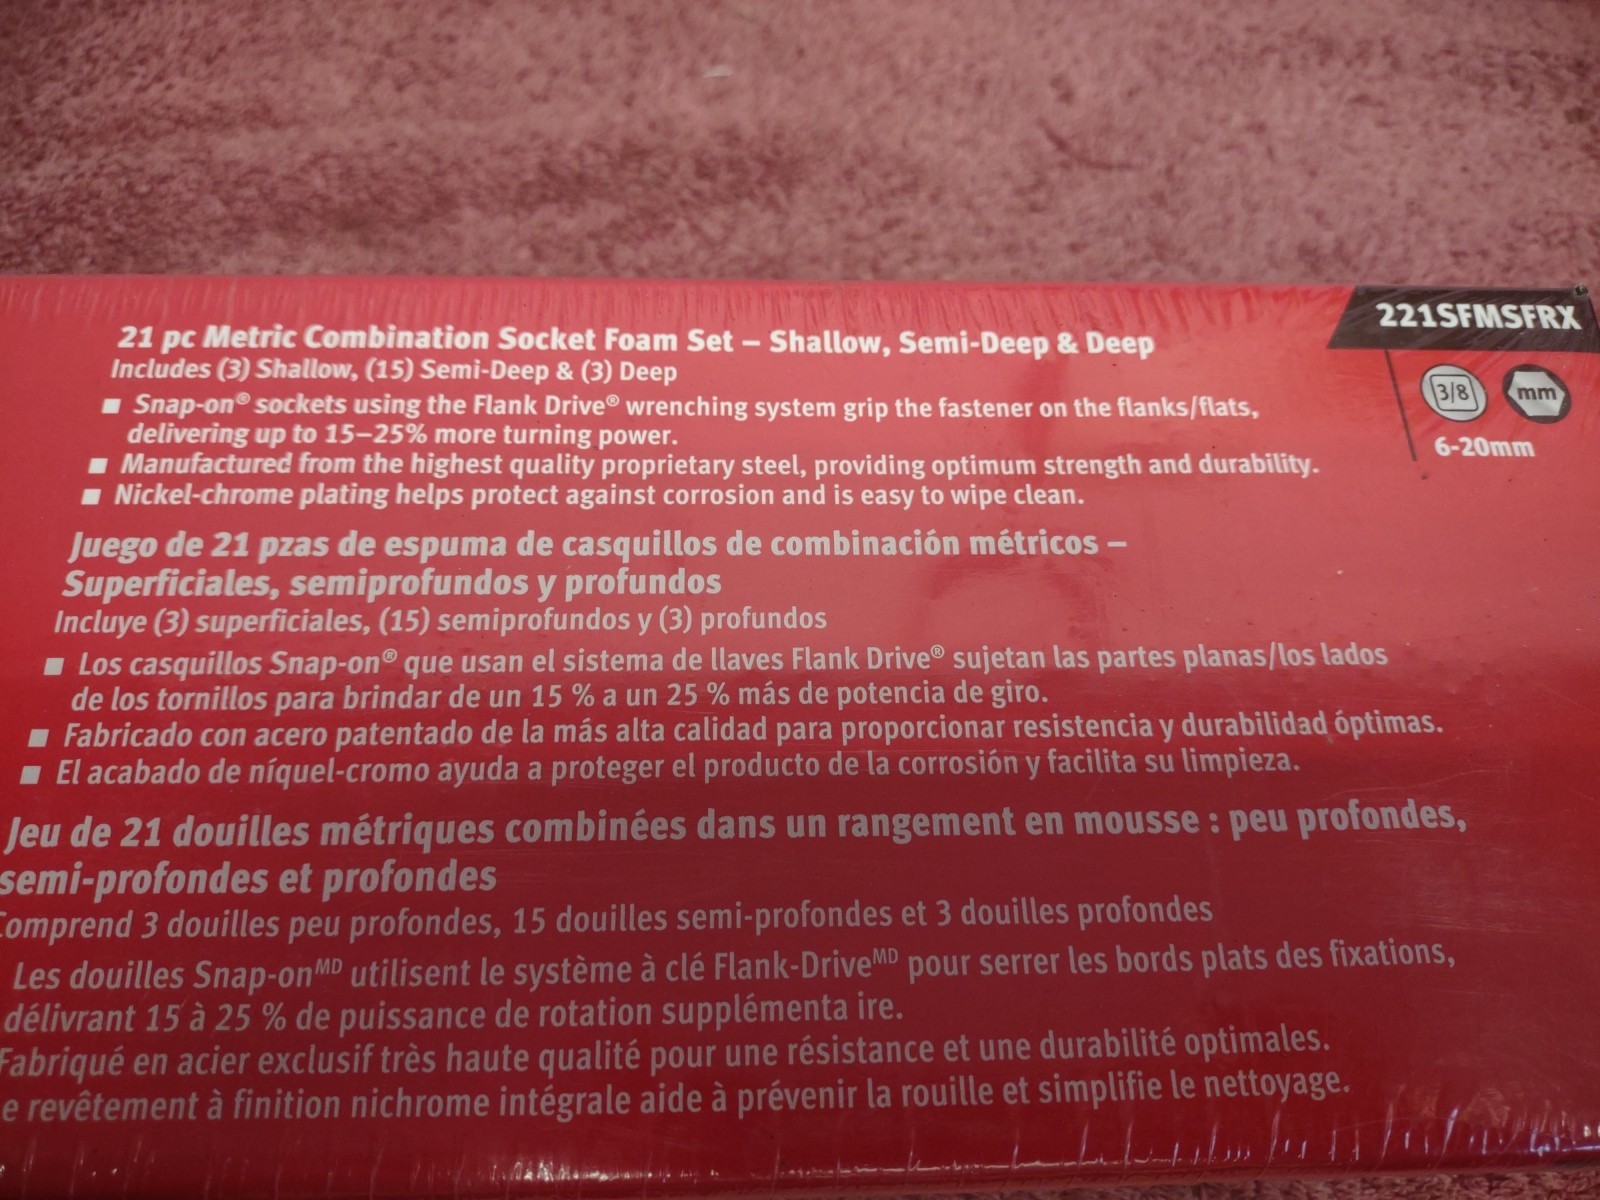 21 pc Metric Combination Socket Foam Set – Shallow, Semi-Deep & Deep
Includes (3) Shallow, (15) Semi-Deep & (3) Deep
■ Snap-on® sockets using the Flank Drive® wrenching system grip the fastener on the flanks/flats,
delivering up to 15–25% more turning power.
■ Manufactured from the highest quality proprietary steel, providing optimum strength and durability.
■ Nickel-chrome plating helps protect against corrosion and is easy to wipe clean.
221SFMSFRX
3/8 mm
6-20mm
Juego de 21 pzas de espuma de casquillos de combinación métricos –
Superficiales, semiprofundos y profundos
Incluye (3) superficiales, (15) semiprofundos y (3) profundos
■ Los casquillos Snap-on® que usan el sistema de llaves Flank Drive® sujetan las partes planas/los lados
de los tornillos para brindar de un 15 % a un 25 % más de potencia de giro.
■ Fabricado con acero patentado de la más alta calidad para proporcionar resistencia y durabilidad óptimas.
■ El acabado de níquel-cromo ayuda a proteger el producto de la corrosión y facilita su limpieza.
Jeu de 21 douilles métriques combinées dans un rangement en mousse : peu profondes,
semi-profondes et profondes
Comprend 3 douilles peu profondes, 15 douilles semi-profondes et 3 douilles profondes
Les douilles Snap-onMD utilisent le système à clé Flank-DriveMD pour serrer les bords plats des fixations,
délivrant 15 à 25 % de puissance de rotation supplémenta ire.
Fabriqué en acier exclusif très haute qualité pour une résistance et une durabilité optimales.
e revêtement à finition nichrome intégrale aide à prévenir la rouille et simplifie le nettoyage.